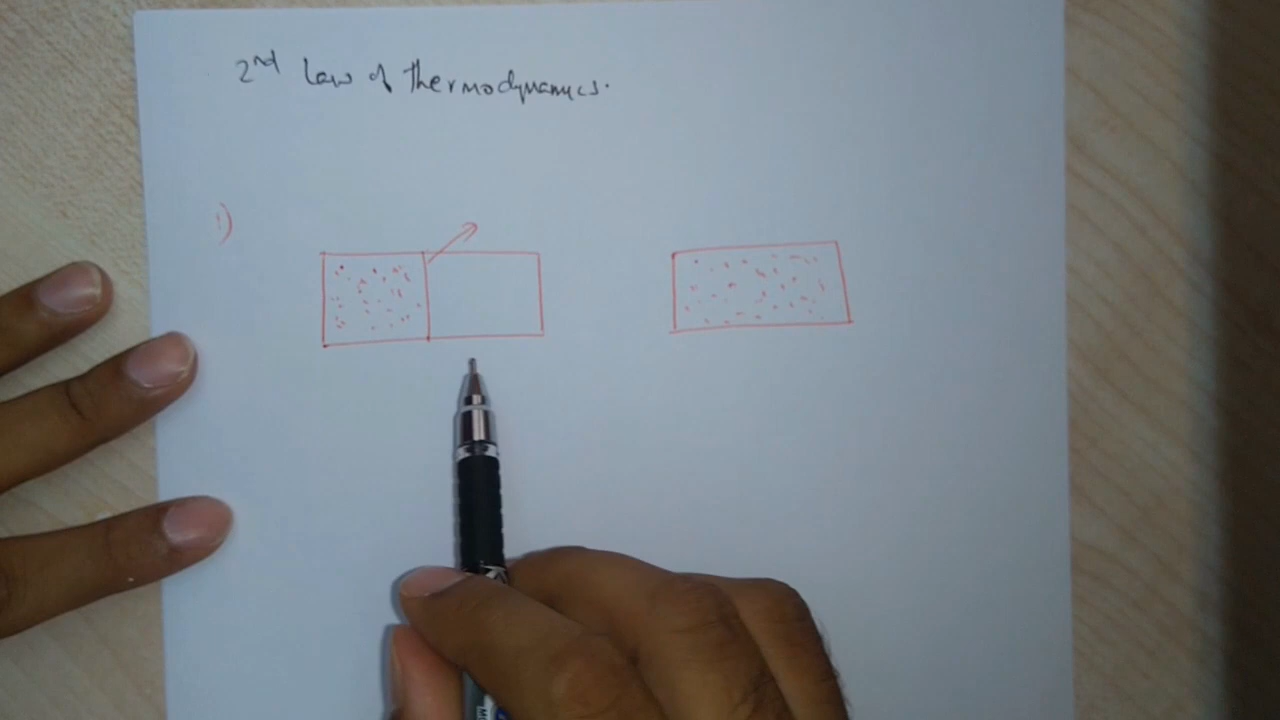 2nd Law of Thermodynamics.
1)